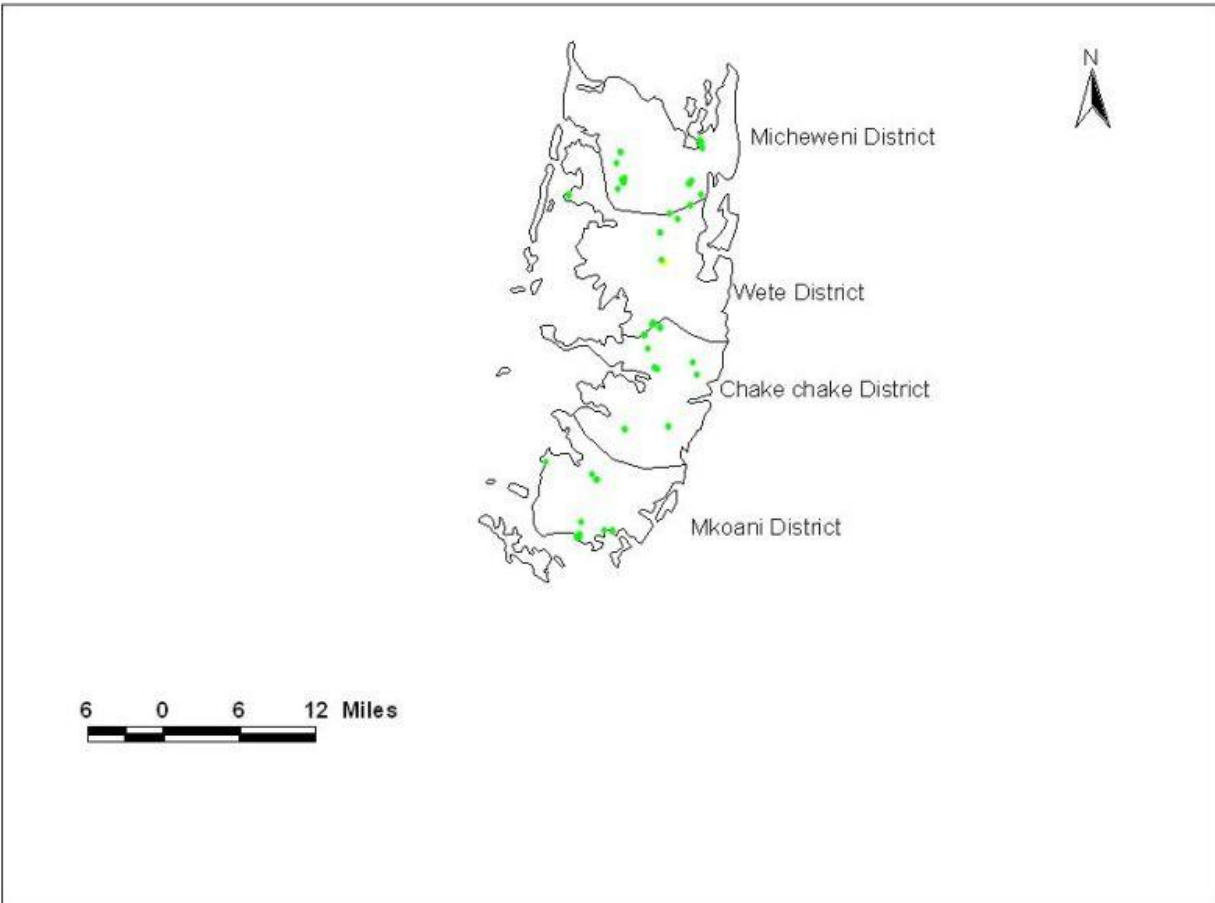 N
Micheweni District
Wete District
Chake chake District
Mkoani District
6 0 6 12 Miles